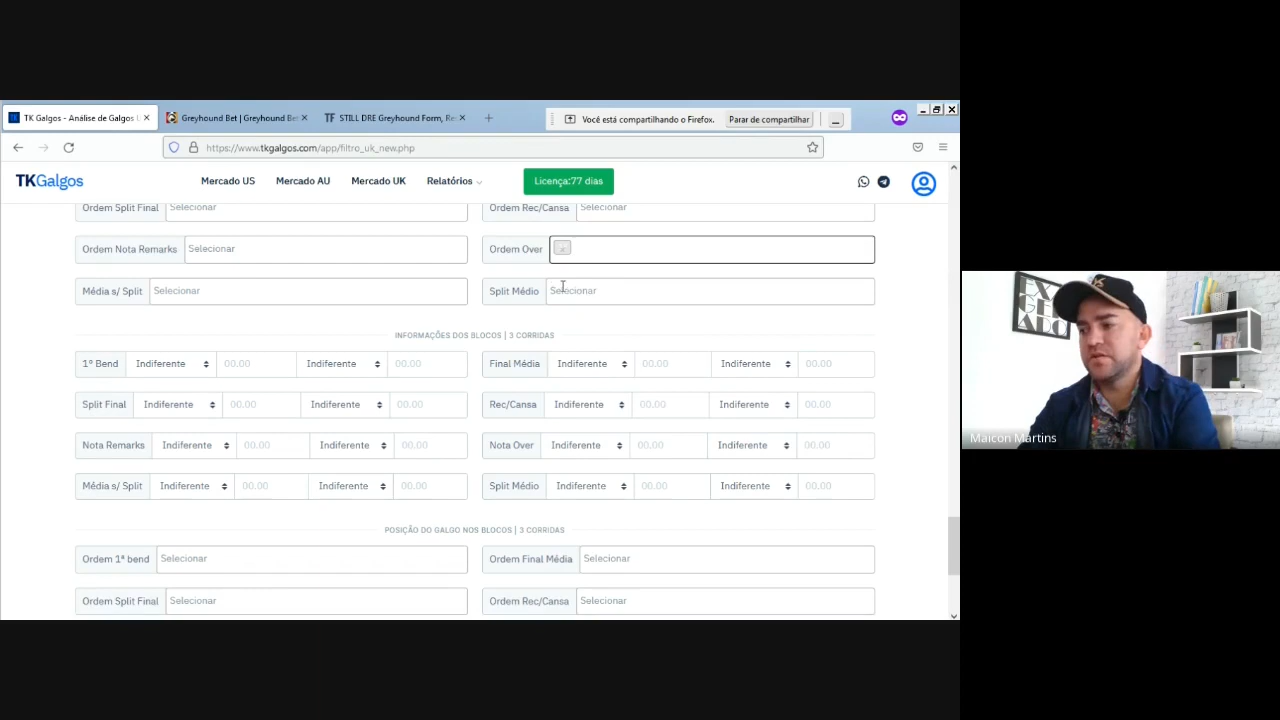 TK Galgos - Análise de Galgos
Greyhound Bet | Greyhound Be
TF STILL DRE Greyhound Form, Re
Você está compartilhando o Firefox.
Parar de compartilhar
https://www.tkgalgos.com/app/filtro_uk_new.php
TKGalgos
Mercado US
Mercado AU
Mercado UK
Relatórios
Licença:77 dias
Ordem Split Final Selecionar
Ordem Rec/Cansa Selecionar
Ordem Nota Remarks Selecionar
Ordem Over
Média s/ Split Selecionar
Split Médio Selecionar
INFORMAÇÕES DOS BLOCOS | 3 CORRIDAS
1º Bend Indiferente 00.00 Indiferente 00.00
Final Média Indiferente 00.00 Indiferente 00.00
Split Final Indiferente 00.00 Indiferente 00.00
Rec/Cansa Indiferente 00.00 Indiferente 00.00
Nota Remarks Indiferente 00.00 Indiferente 00.00
Nota Over Indiferente 00.00 Indiferente 00.00
Média s/ Split Indiferente 00.00 Indiferente 00.00
Split Médio Indiferente 00.00 Indiferente 00.00
POSIÇÃO DO GALGO NOS BLOCOS | 3 CORRIDAS
Ordem 1ª bend Selecionar
Ordem Final Média Selecionar
Ordem Split Final Selecionar
Ordem Rec/Cansa Selecionar
Maicon Martins